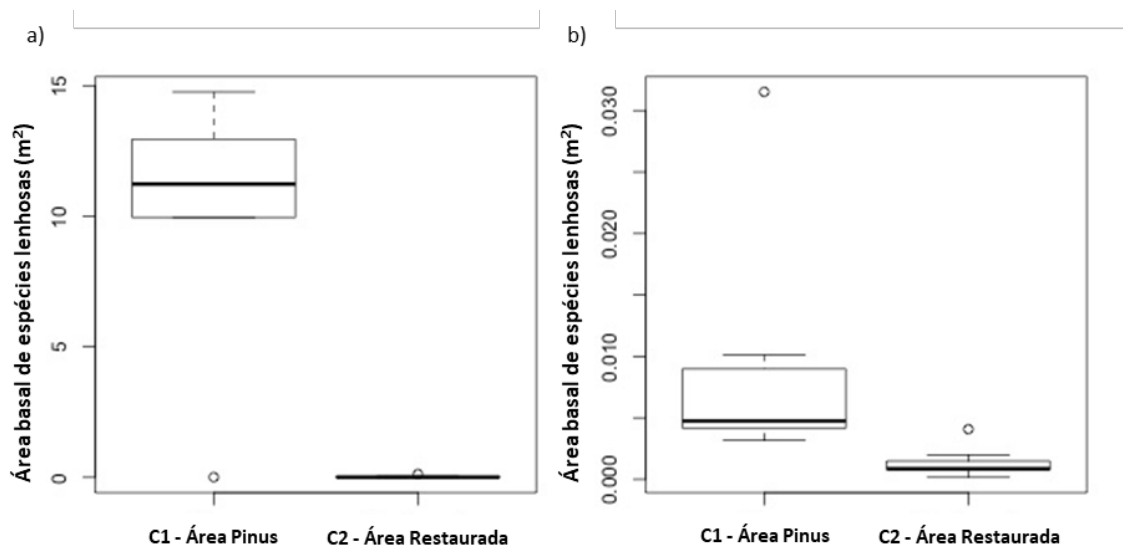 a)
Área basal de espécies lenhosas (m²)
15
10
5
0
C1 - Área Pinus
C2 - Área Restaurada
b)
Área basal de espécies lenhosas (m²)
0.030
0.020
0.010
0.000
C1 - Área Pinus
C2 - Área Restaurada